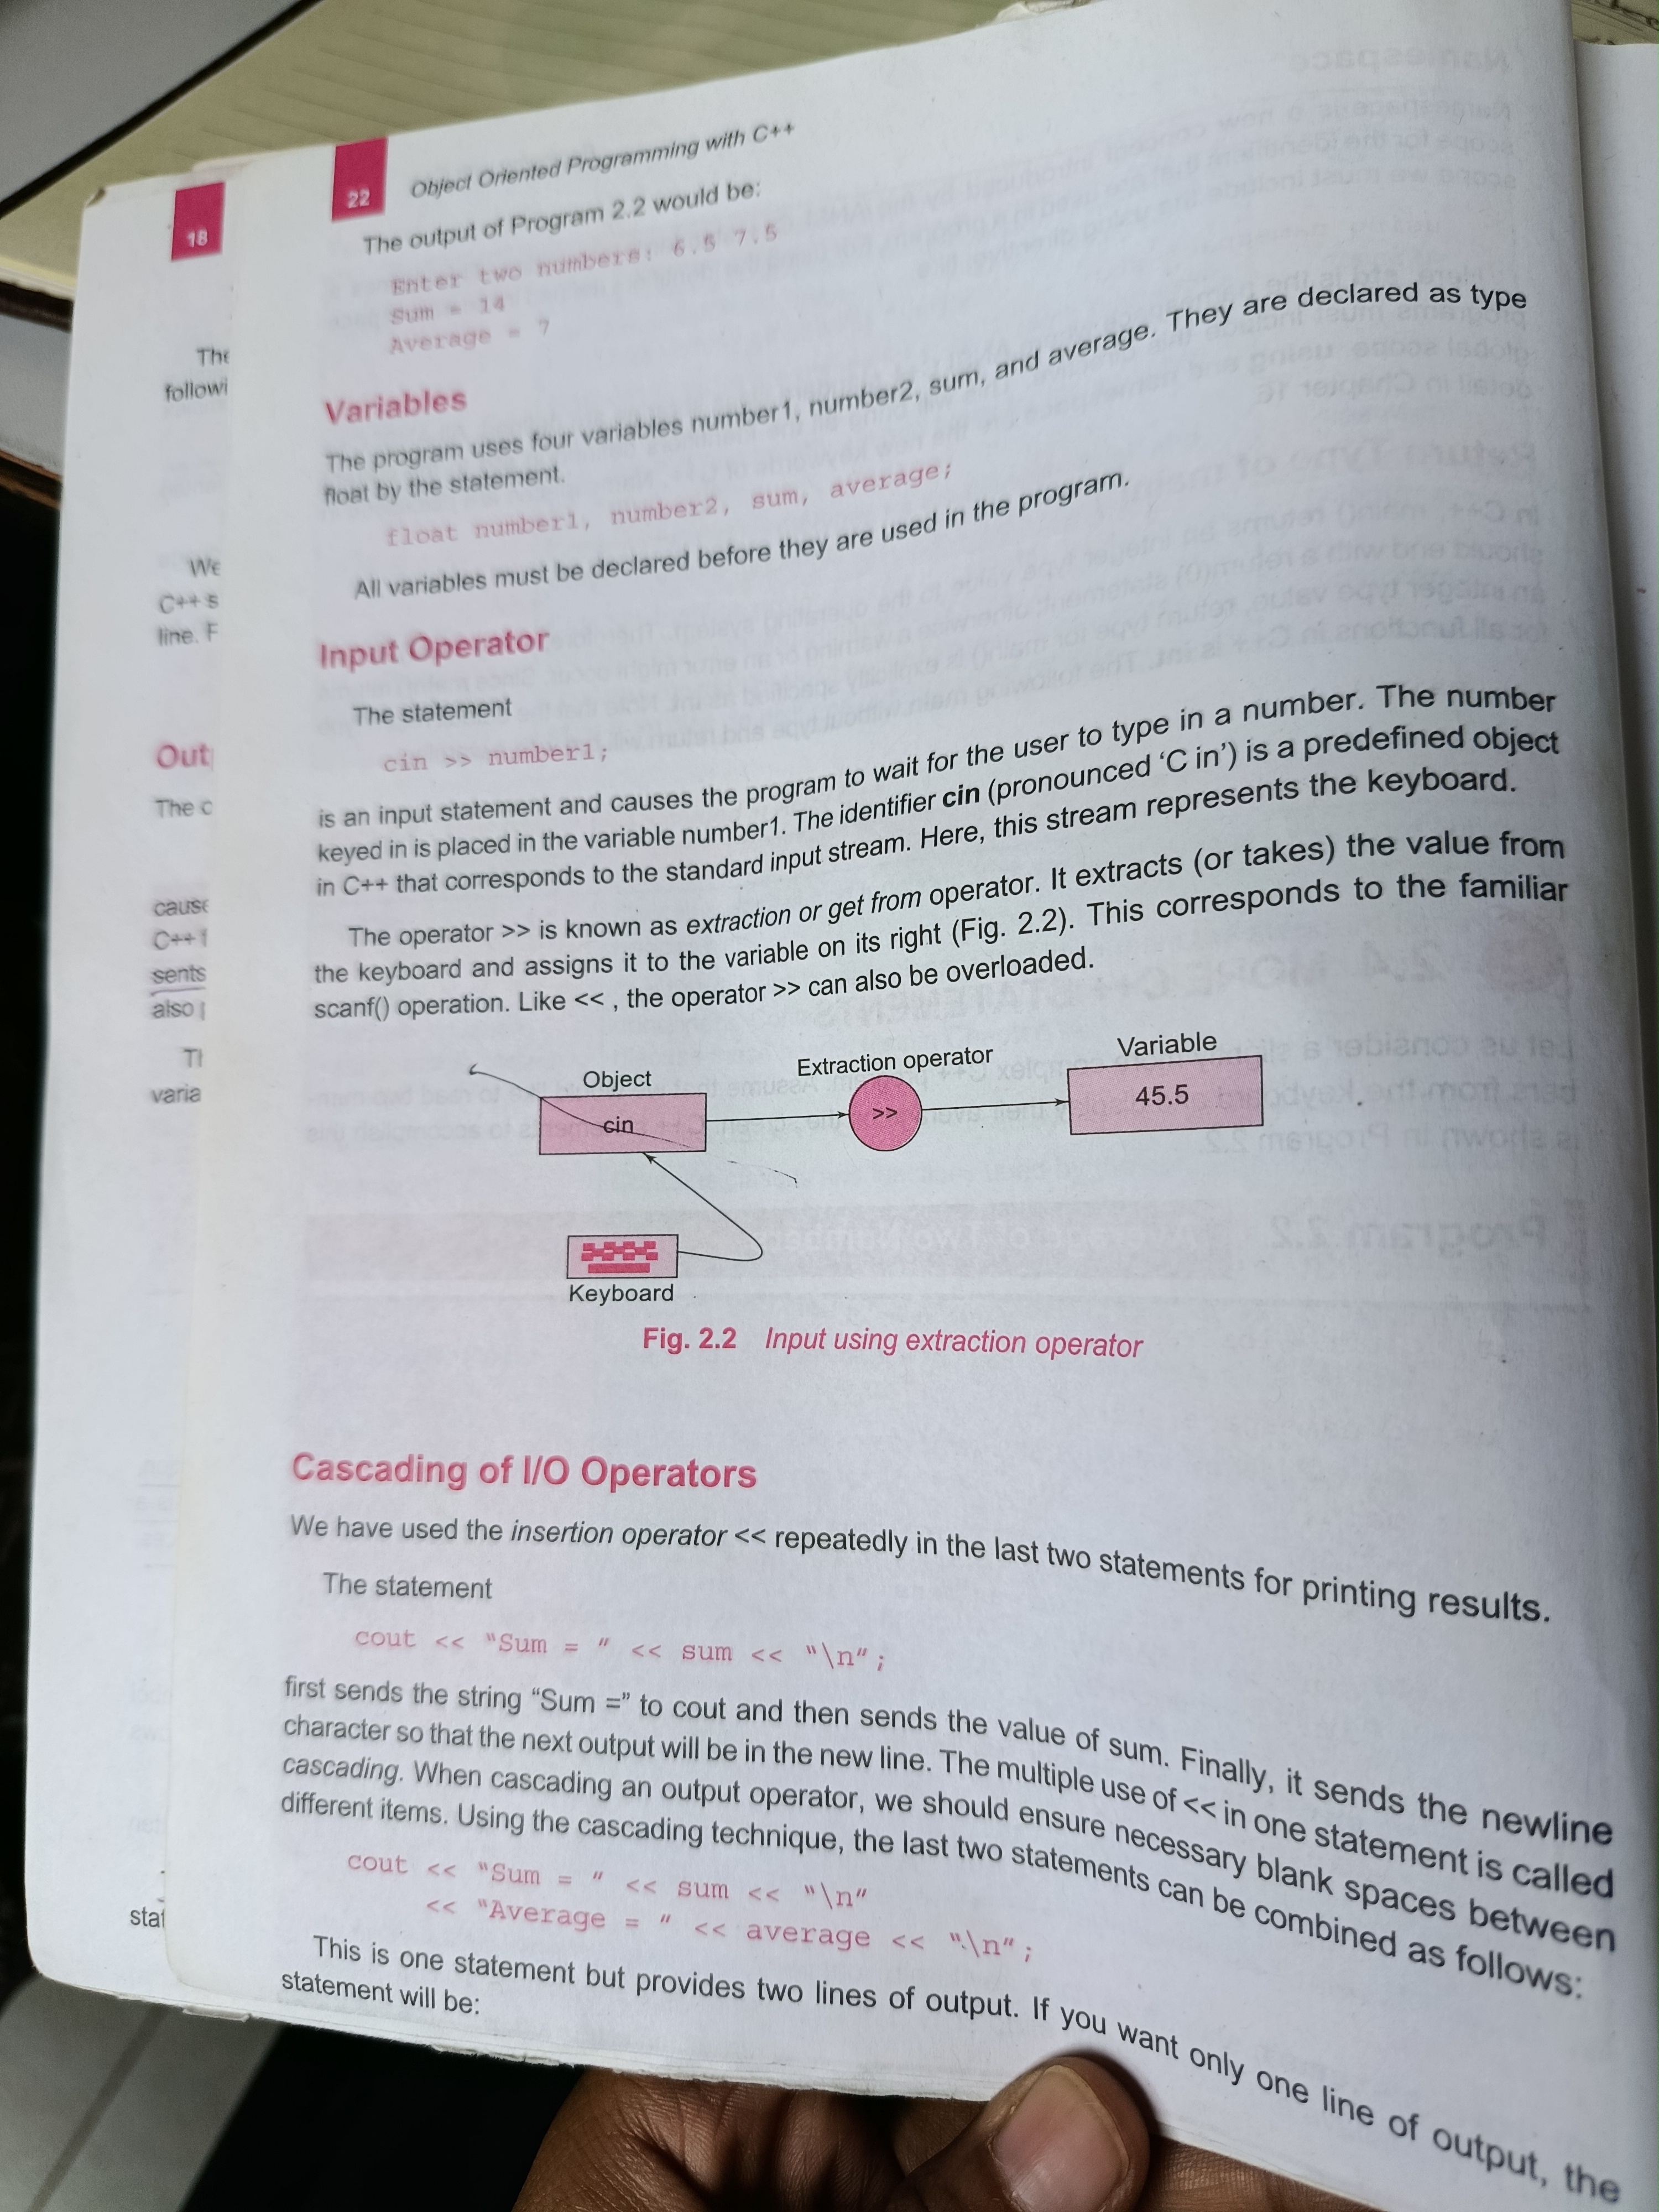 22
Object Oriented Programming with C++
The output of Program 2.2 would be:
Enter two numbers: 6.5 7.5
Sum = 14
Average = 7
Variables
The program uses four variables number1, number2, sum, and average. They are declared as type
float by the statement.
float number1, number2, sum, average;
All variables must be declared before they are used in the program.
Input Operator
The statement
cin >> number1;
is an input statement and causes the program to wait for the user to type in a number. The number
keyed in is placed in the variable number1. The identifier cin (pronounced ‘C in’) is a predefined object
in C++ that corresponds to the standard input stream. Here, this stream represents the keyboard.
The operator >> is known as extraction or get from operator. It extracts (or takes) the value from
the keyboard and assigns it to the variable on its right (Fig. 2.2). This corresponds to the familiar
scanf() operation. Like << , the operator >> can also be overloaded.
Object
Extraction operator
Variable
cin
>>
45.5
Keyboard
Fig. 2.2 Input using extraction operator
Cascading of I/O Operators
We have used the insertion operator << repeatedly in the last two statements for printing results.
The statement
cout << "Sum = " << sum << "\n";
first sends the string “Sum =” to cout and then sends the value of sum. Finally, it sends the newline
character so that the next output will be in the new line. The multiple use of << in one statement is called
cascading. When cascading an output operator, we should ensure necessary blank spaces between
different items. Using the cascading technique, the last two statements can be combined as follows:
cout << "Sum = " << sum << "\n"
<< "Average = " << average << "\n";
This is one statement but provides two lines of output. If you want only one line of output, the
statement will be:
18
The
followi
We
C++ s
line. F
Out
The c
cause
C++ f
sents
also
varia
stat